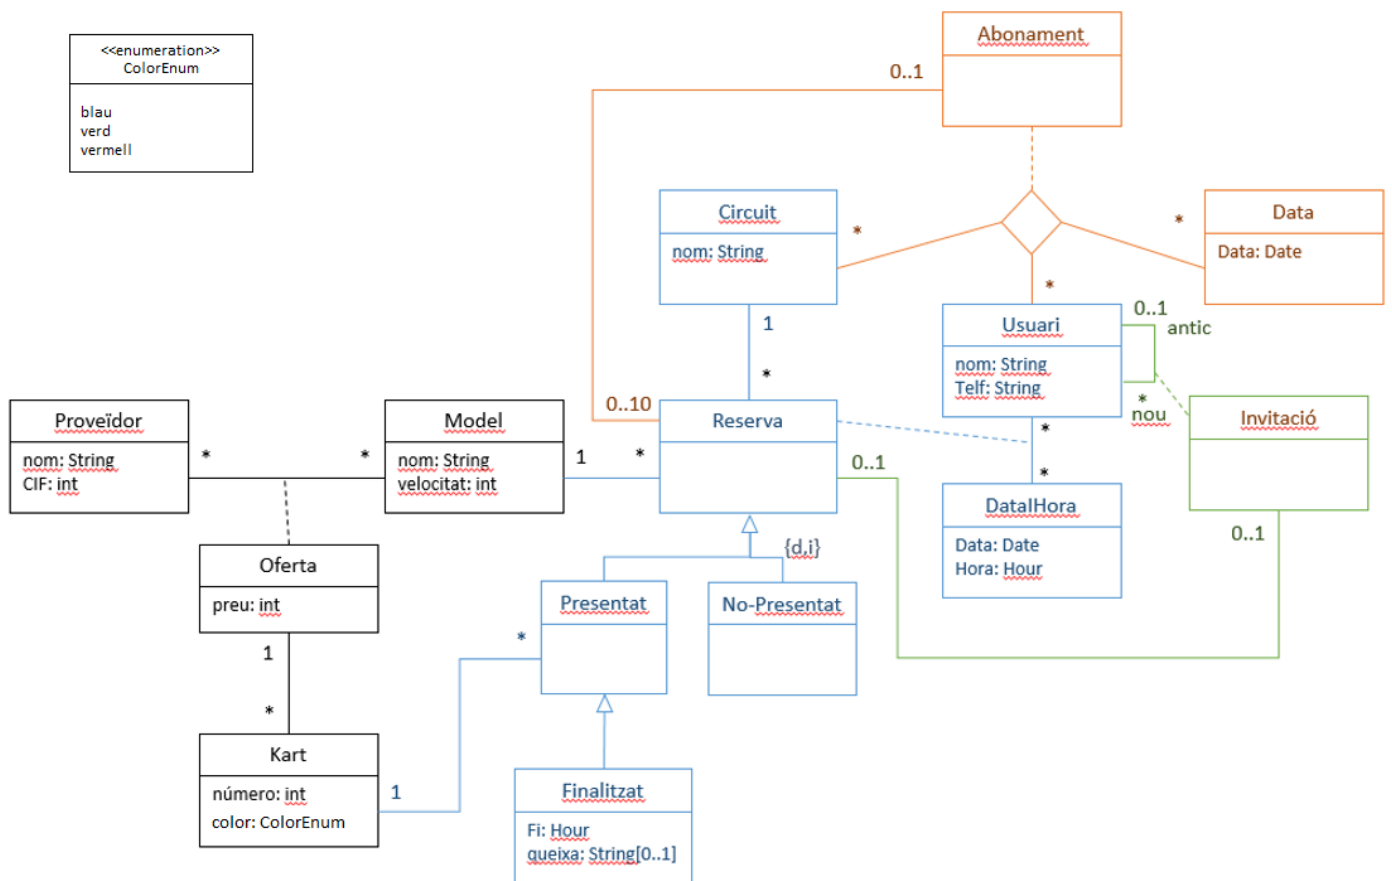 <<enumeration>>
ColorEnum
blau
verd
vermell
Abonament
0..1
Circuit
nom: String
*
*
Data
Data: Date
*
Usuari
nom: String
Telf: String
0..1
antic
*
nou
1
*
0..10
Reserva
0..1
*
*
DataIHora
Data: Date
Hora: Hour
Invitació
0..1
Proveïdor
nom: String
CIF: int
*
*
Model
nom: String
velocitat: int
1
*
Oferta
preu: int
1
*
{d,i}
Presentat
*
No-Presentat
Kart
número: int
color: ColorEnum
1
Finalitzat
Fi: Hour
queixa: String[0..1]